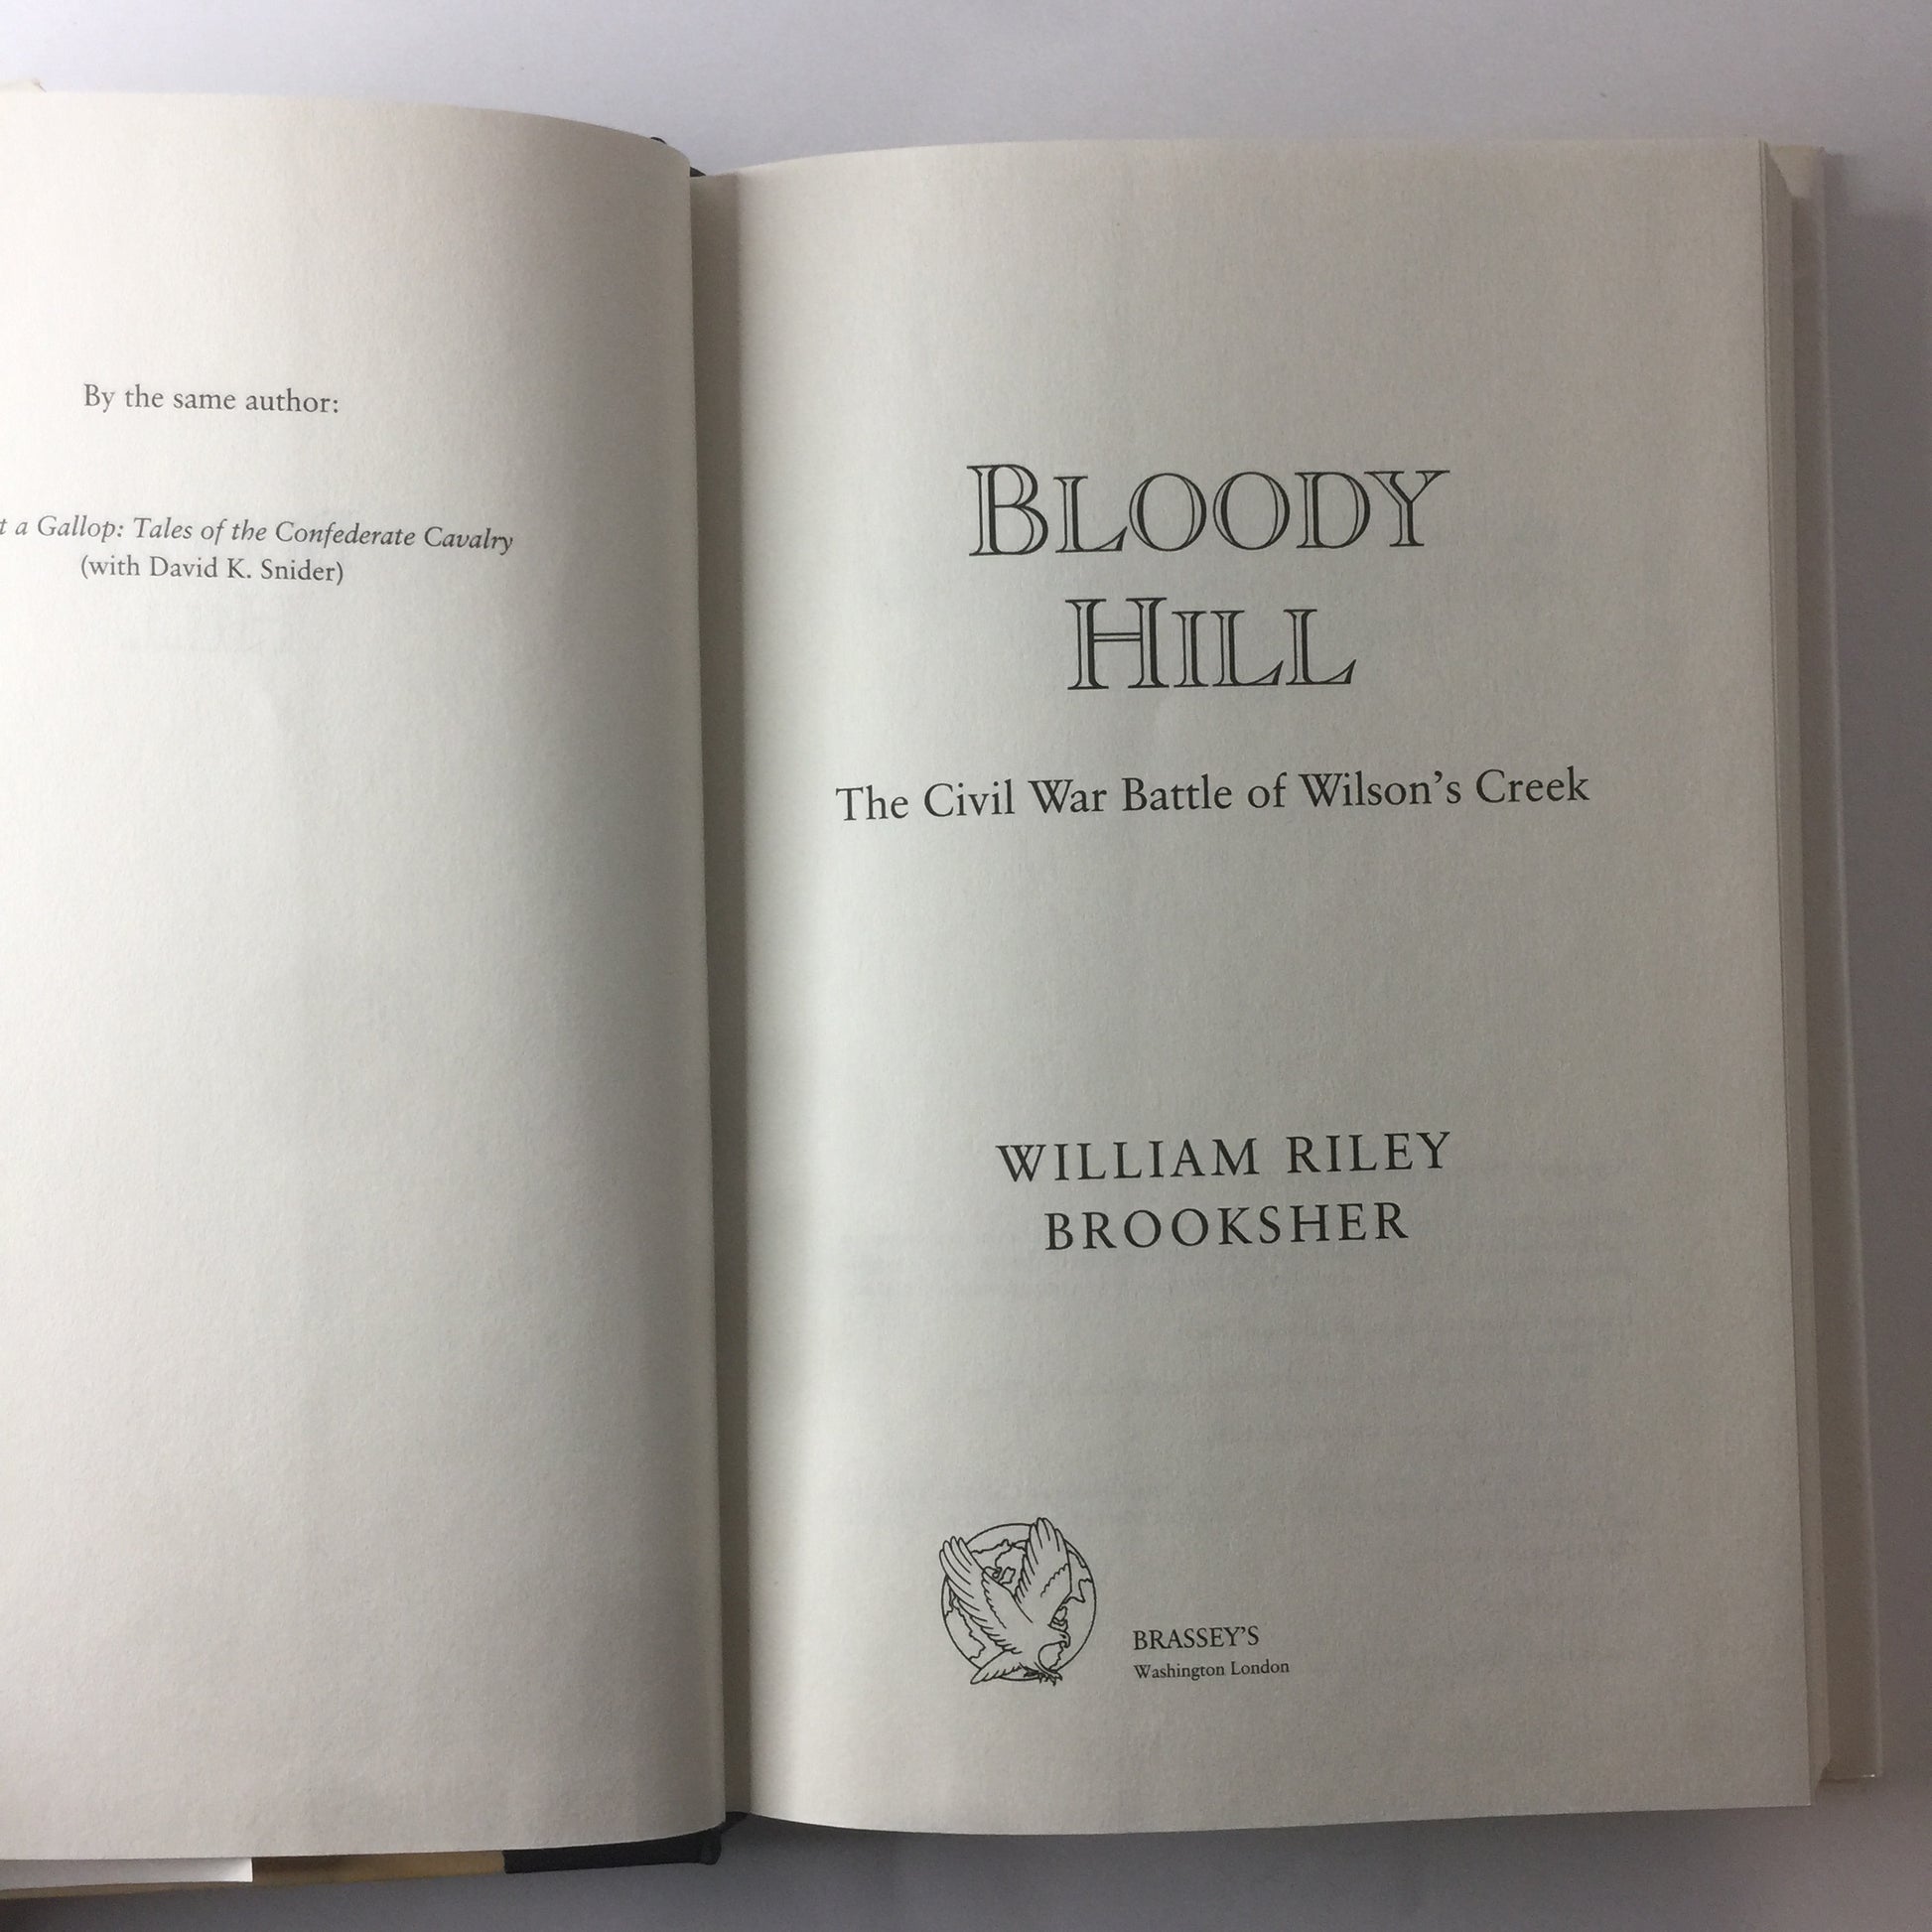 By the same author:
t a Gallop: Tales of the Confederate Cavalry
(with David K. Snider)
BLOODY
HILL
The Civil War Battle of Wilson's Creek
WILLIAM RILEY
BROOKSHER
BRASSEY'S
Washington London